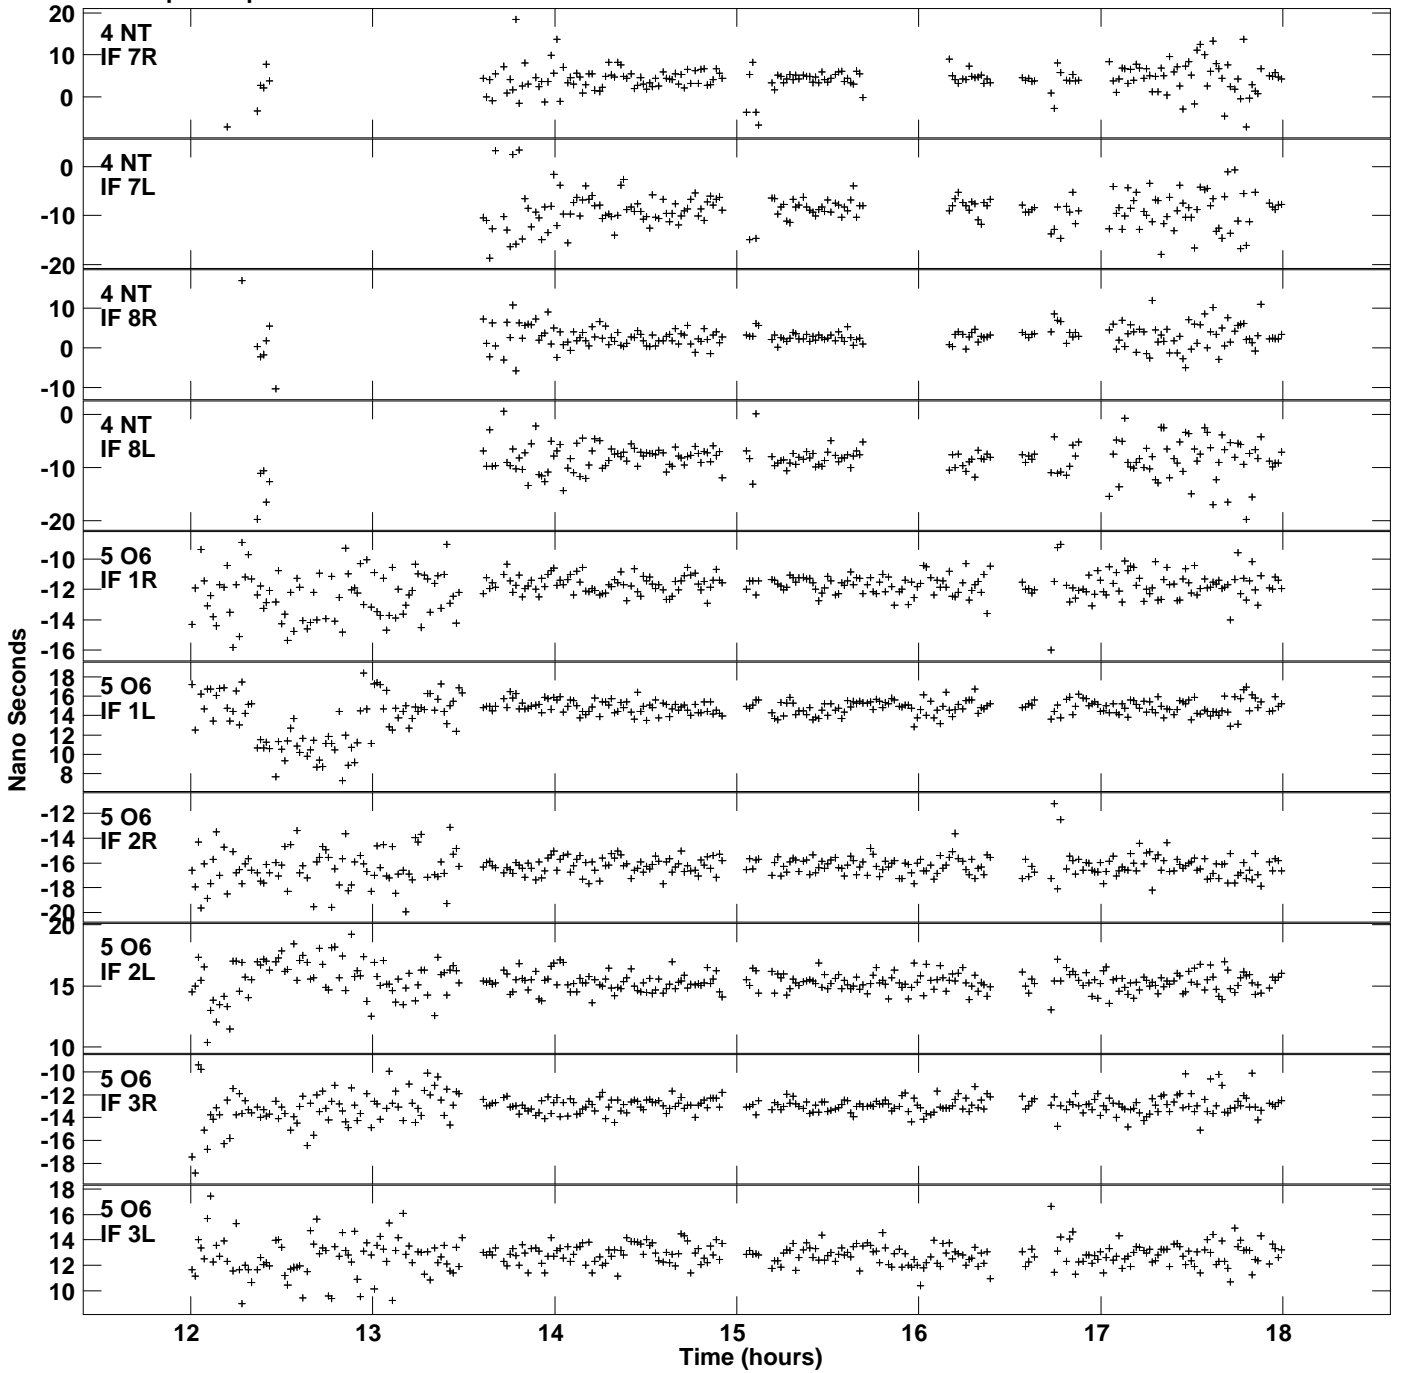 20
10
0
4 NT
IF 7R
0
-10
-20
4 NT
IF 7L
10
0
-10
4 NT
IF 8R
0
-10
-20
4 NT
IF 8L
-10
-12
-14
-16
5 O6
IF 1R
18
16
14
12
10
8
5 O6
IF 1L
-12
-14
-16
-18
-20
5 O6
IF 2R
20
15
10
5 O6
IF 2L
-10
-12
-14
-16
-18
5 O6
IF 3R
18
16
14
12
10
5 O6
IF 3L
Nano Seconds
12 13 14 15 16 17 18
Time (hours)